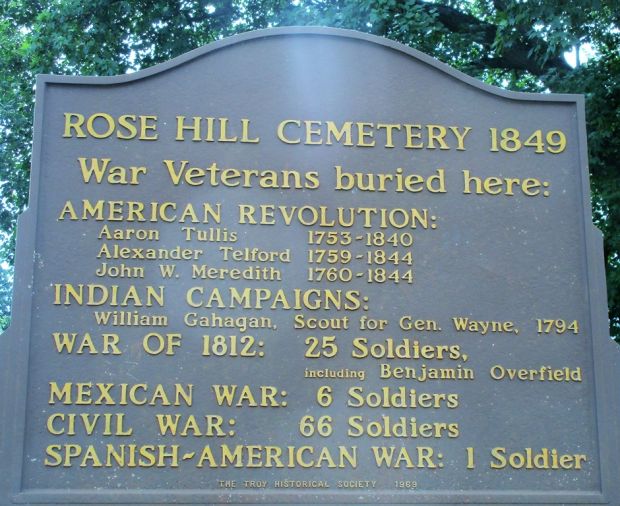 ROSE HILL CEMETERY 1849
War Veterans buried here:
AMERICAN REVOLUTION:
Aaron Tullis 1753-1840
Alexander Telford 1759-1844
John W. Meredith 1760-1844
INDIAN CAMPAIGNS:
William Gahagan, Scout for Gen. Wayne, 1794
WAR OF 1812: 25 Soldiers,
including Benjamin Overfield
MEXICAN WAR: 6 Soldiers
CIVIL WAR: 66 Soldiers
SPANISH-AMERICAN WAR: 1 Soldier
THE TROY HISTORICAL SOCIETY 1969